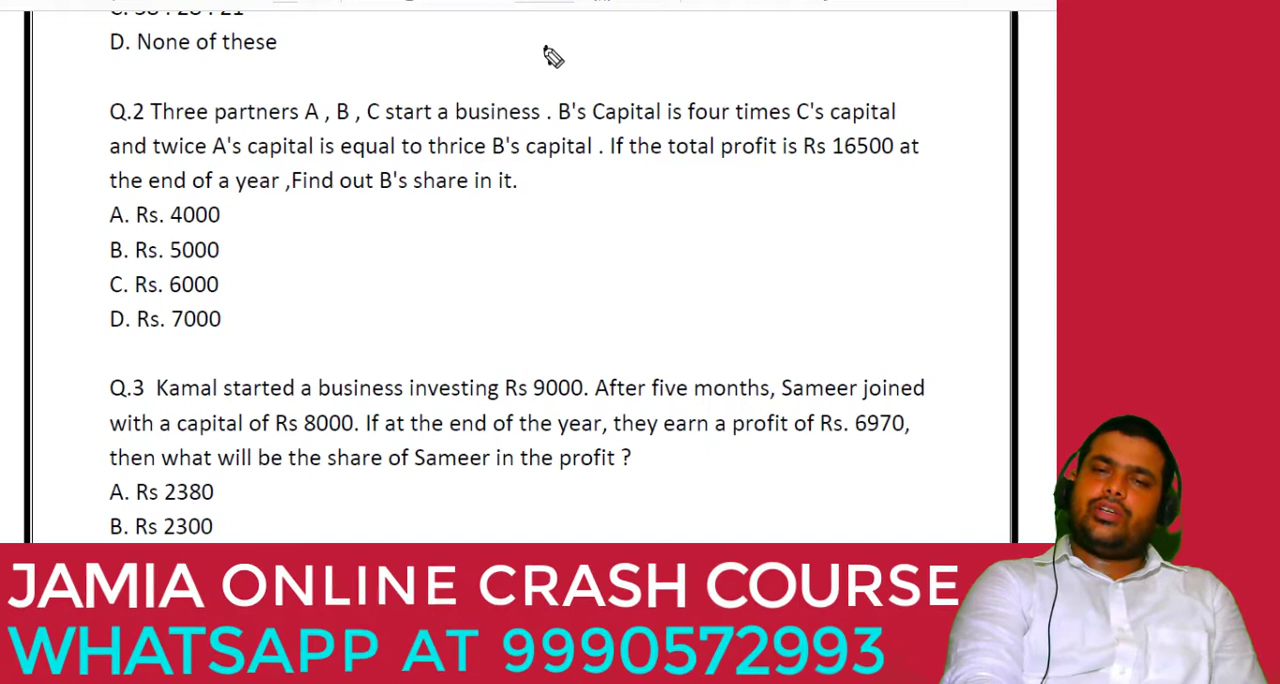 D. None of these
Q.2 Three partners A , B , C start a business . B's Capital is four times C's capital
and twice A's capital is equal to thrice B's capital . If the total profit is Rs 16500 at
the end of a year ,Find out B's share in it.
A. Rs. 4000
B. Rs. 5000
C. Rs. 6000
D. Rs. 7000
Q.3 Kamal started a business investing Rs 9000. After five months, Sameer joined
with a capital of Rs 8000. If at the end of the year, they earn a profit of Rs. 6970,
then what will be the share of Sameer in the profit ?
A. Rs 2380
B. Rs 2300
JAMIA ONLINE CRASH COURSE
WHATSAPP AT 9990572993